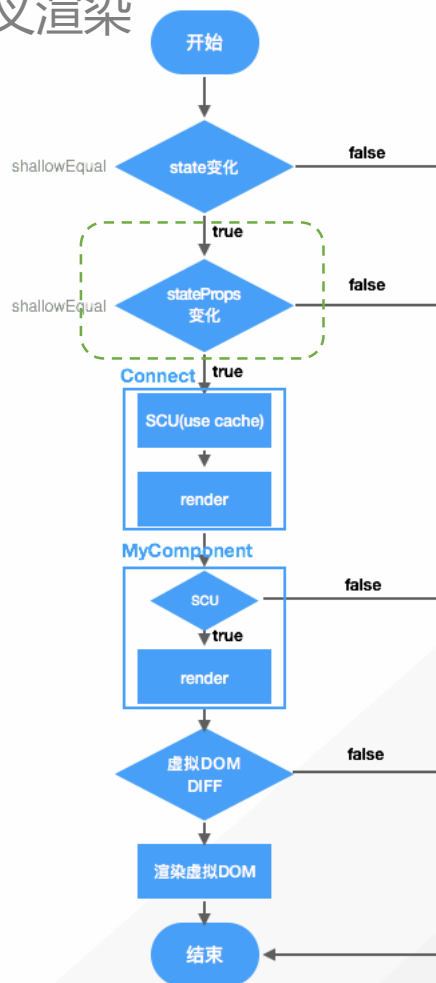 渲染
开始
shallowEqual
state变化
false
true
shallowEqual
stateProps
变化
false
true
Connect
SCU(use cache)
render
MyComponent
SCU
false
true
render
虚拟DOM
DIFF
false
渲染虚拟DOM
结束